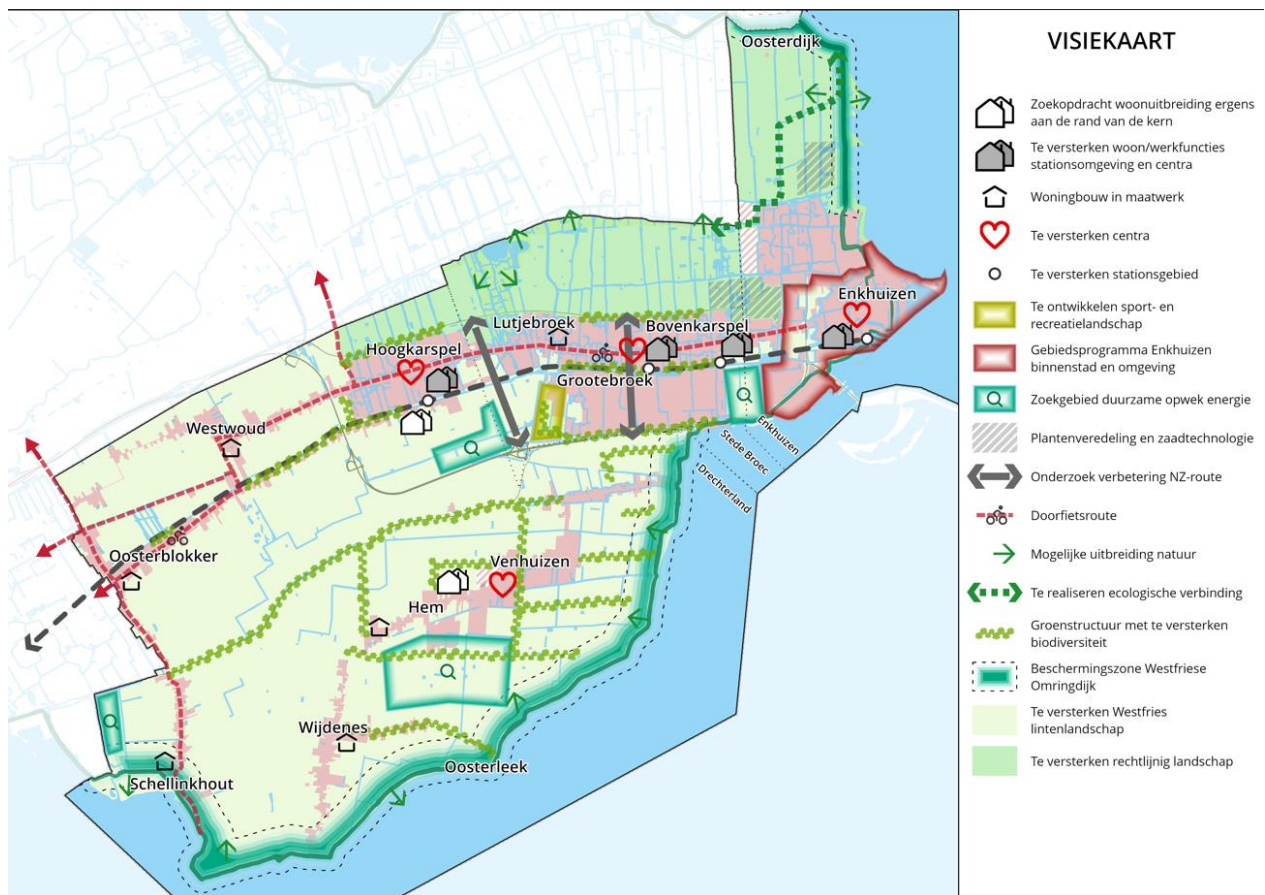 Oosterdijk
Enkhuizen
Lutjebroek
Bovenkarspel
Hoogkarspel
Grootebroek
Westwoud
Enkhuizen
Stede Broec
Drechterland
Oosterblokker
Venhuizen
Hem
Wijdenes
Oosterleek
Schellinkhout
VISIEKAART
Zoekopdracht woonuitbreiding ergens
aan de rand van de kern
Te versterken woon/werkfuncties
stationsomgeving en centra
Woningbouw in maatwerk
Te versterken centra
Te versterken stationsgebied
Te ontwikkelen sport- en
recreatielandschap
Gebiedsprogramma Enkhuizen
binnenstad en omgeving
Zoekgebied duurzame opwek energie
Plantenveredeling en zaadtechnologie
Onderzoek verbetering NZ-route
Doorfietsroute
Mogelijke uitbreiding natuur
Te realiseren ecologische verbinding
Groenstructuur met te versterken
biodiversiteit
Beschermingszone Westfriese
Omringdijk
Te versterken Westfries
lintenlandschap
Te versterken rechtlijnig landschap